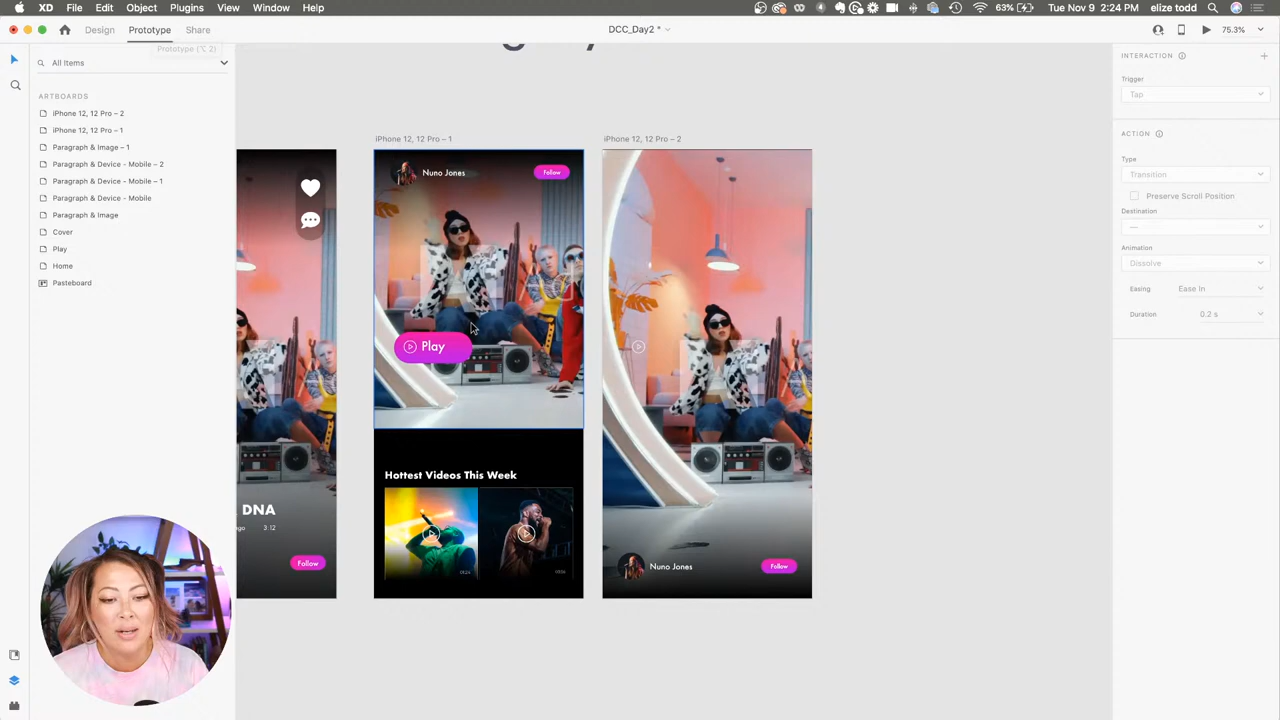 XD File Edit Object Plugins View Window Help
63% Tue Nov 9 2:24 PM elize todd
Design Prototype Share
DCC_Day2 *
75.3%
Prototype (⌥ 2)
All Items
ARTBOARDS
iPhone 12, 12 Pro – 2
iPhone 12, 12 Pro – 1
Paragraph & Image – 1
Paragraph & Device - Mobile – 2
Paragraph & Device - Mobile – 1
Paragraph & Device - Mobile
Paragraph & Image
Cover
Play
Home
Pasteboard
DNA
ago 3:12
Follow
iPhone 12, 12 Pro – 1
Nuno Jones
Follow
Play
Hottest Videos This Week
iPhone 12, 12 Pro – 2
Nuno Jones
Follow
INTERACTION
Trigger
Tap
ACTION
Type
Transition
Preserve Scroll Position
Destination
—
Animation
Dissolve
Easing Ease In
Duration 0.2 s